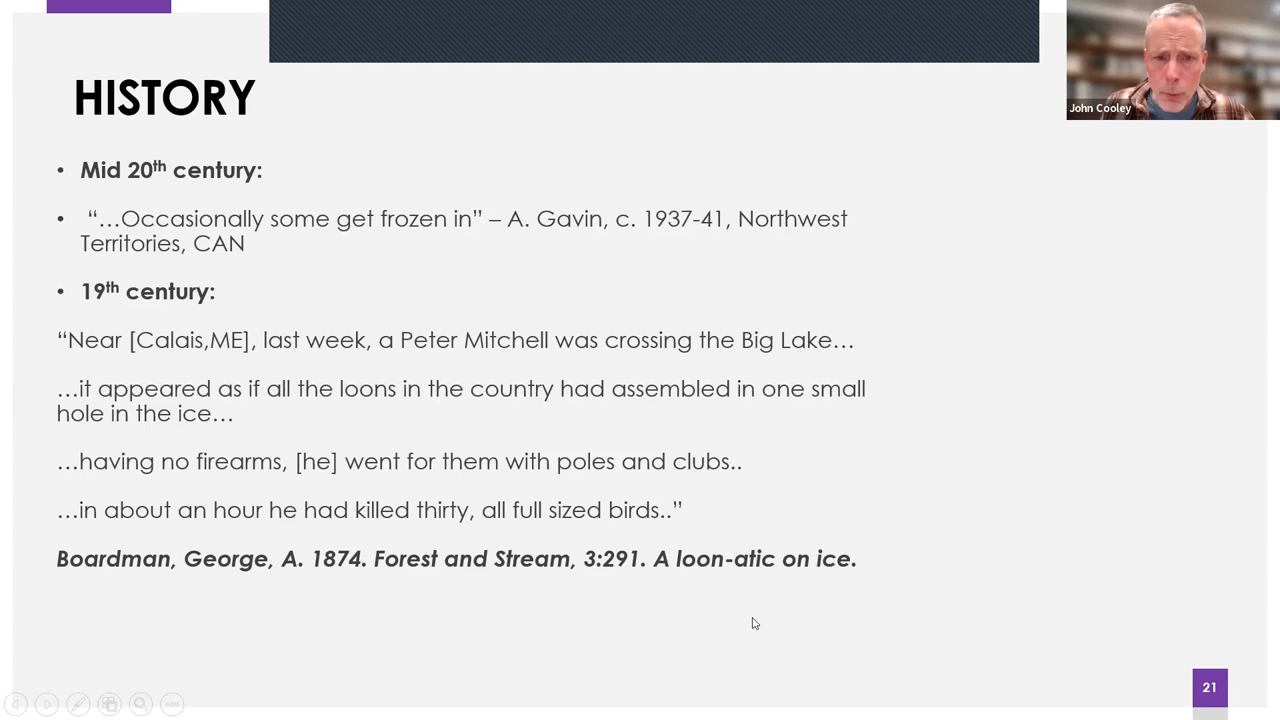 John Cooley
HISTORY
• Mid 20th century:
• “…Occasionally some get frozen in” – A. Gavin, c. 1937-41, Northwest
Territories, CAN
• 19th century:
“Near [Calais,ME], last week, a Peter Mitchell was crossing the Big Lake…
…it appeared as if all the loons in the country had assembled in one small
hole in the ice…
…having no firearms, [he] went for them with poles and clubs..
…in about an hour he had killed thirty, all full sized birds..”
Boardman, George, A. 1874. Forest and Stream, 3:291. A loon-atic on ice.
21